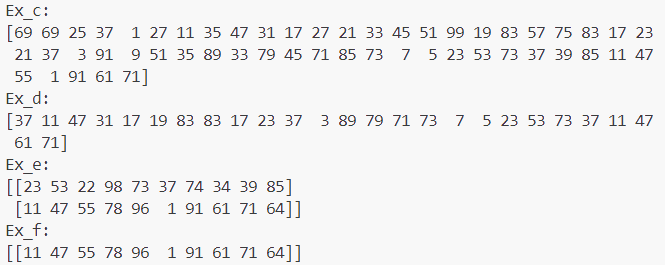 Ex_c:
[69 69 25 37  1 27 11 35 47 31 17 27 21 33 45 51 99 19 83 57 75 83 17 23
 21 37  3 91  9 51 35 89 33 79 45 71 85 73  7  5 23 53 73 37 39 85 11 47
 55  1 91 61 71]
Ex_d:
[37 11 47 31 17 19 83 83 17 23 37  3 89 79 71 73  7  5 23 53 73 37 11 47
 61 71]
Ex_e:
[[23 53 22 98 73 37 74 34 39 85]
 [11 47 55 78 96  1 91 61 71 64]]
Ex_f:
[[11 47 55 78 96  1 91 61 71 64]]